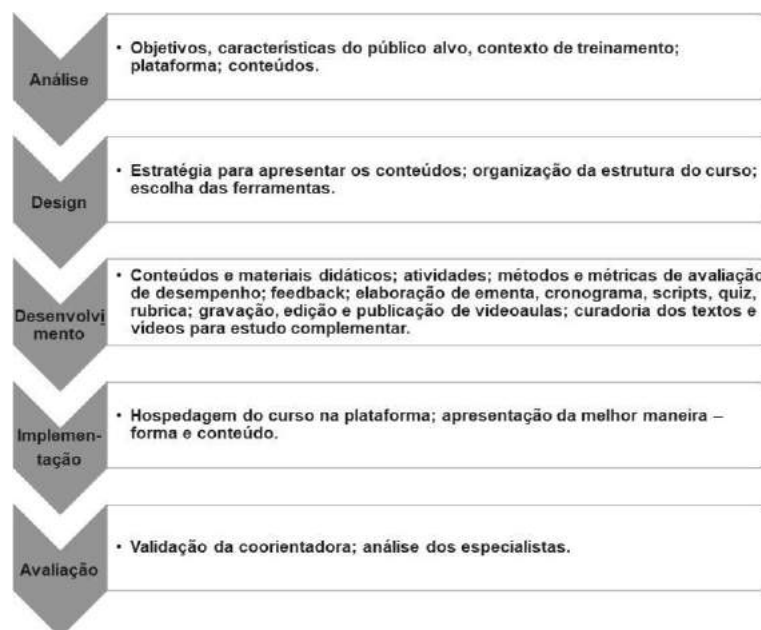 Análise
• Objetivos, características do público alvo, contexto de treinamento;
plataforma; conteúdos.
Design
• Estratégia para apresentar os conteúdos; organização da estrutura do curso;
escolha das ferramentas.
Desenvolvi
mento
• Conteúdos e materiais didáticos; atividades; métodos e métricas de avaliação
de desempenho; feedback; elaboração de ementa, cronograma, scripts, quiz,
rubrica; gravação, edição e publicação de videoaulas; curadoria dos textos e
vídeos para estudo complementar.
Implemen-
tação
• Hospedagem do curso na plataforma; apresentação da melhor maneira –
forma e conteúdo.
Avaliação
• Validação da coorientadora; análise dos especialistas.